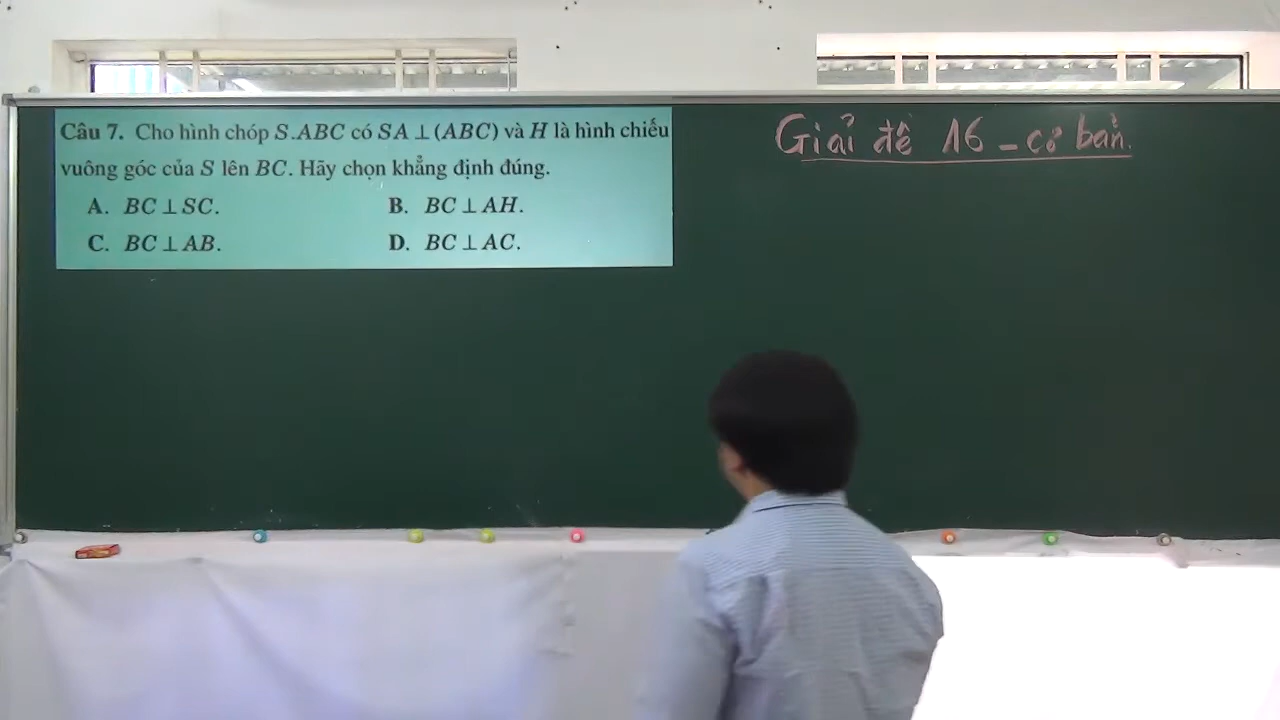 Câu 7. Cho hình chóp S.ABC có SA ⊥ (ABC) và H là hình chiếu
vuông góc của S lên BC. Hãy chọn khẳng định đúng.
A. BC ⊥ SC. B. BC ⊥ AH.
C. BC ⊥ AB. D. BC ⊥ AC.
Giải đề 16 - cơ bản.